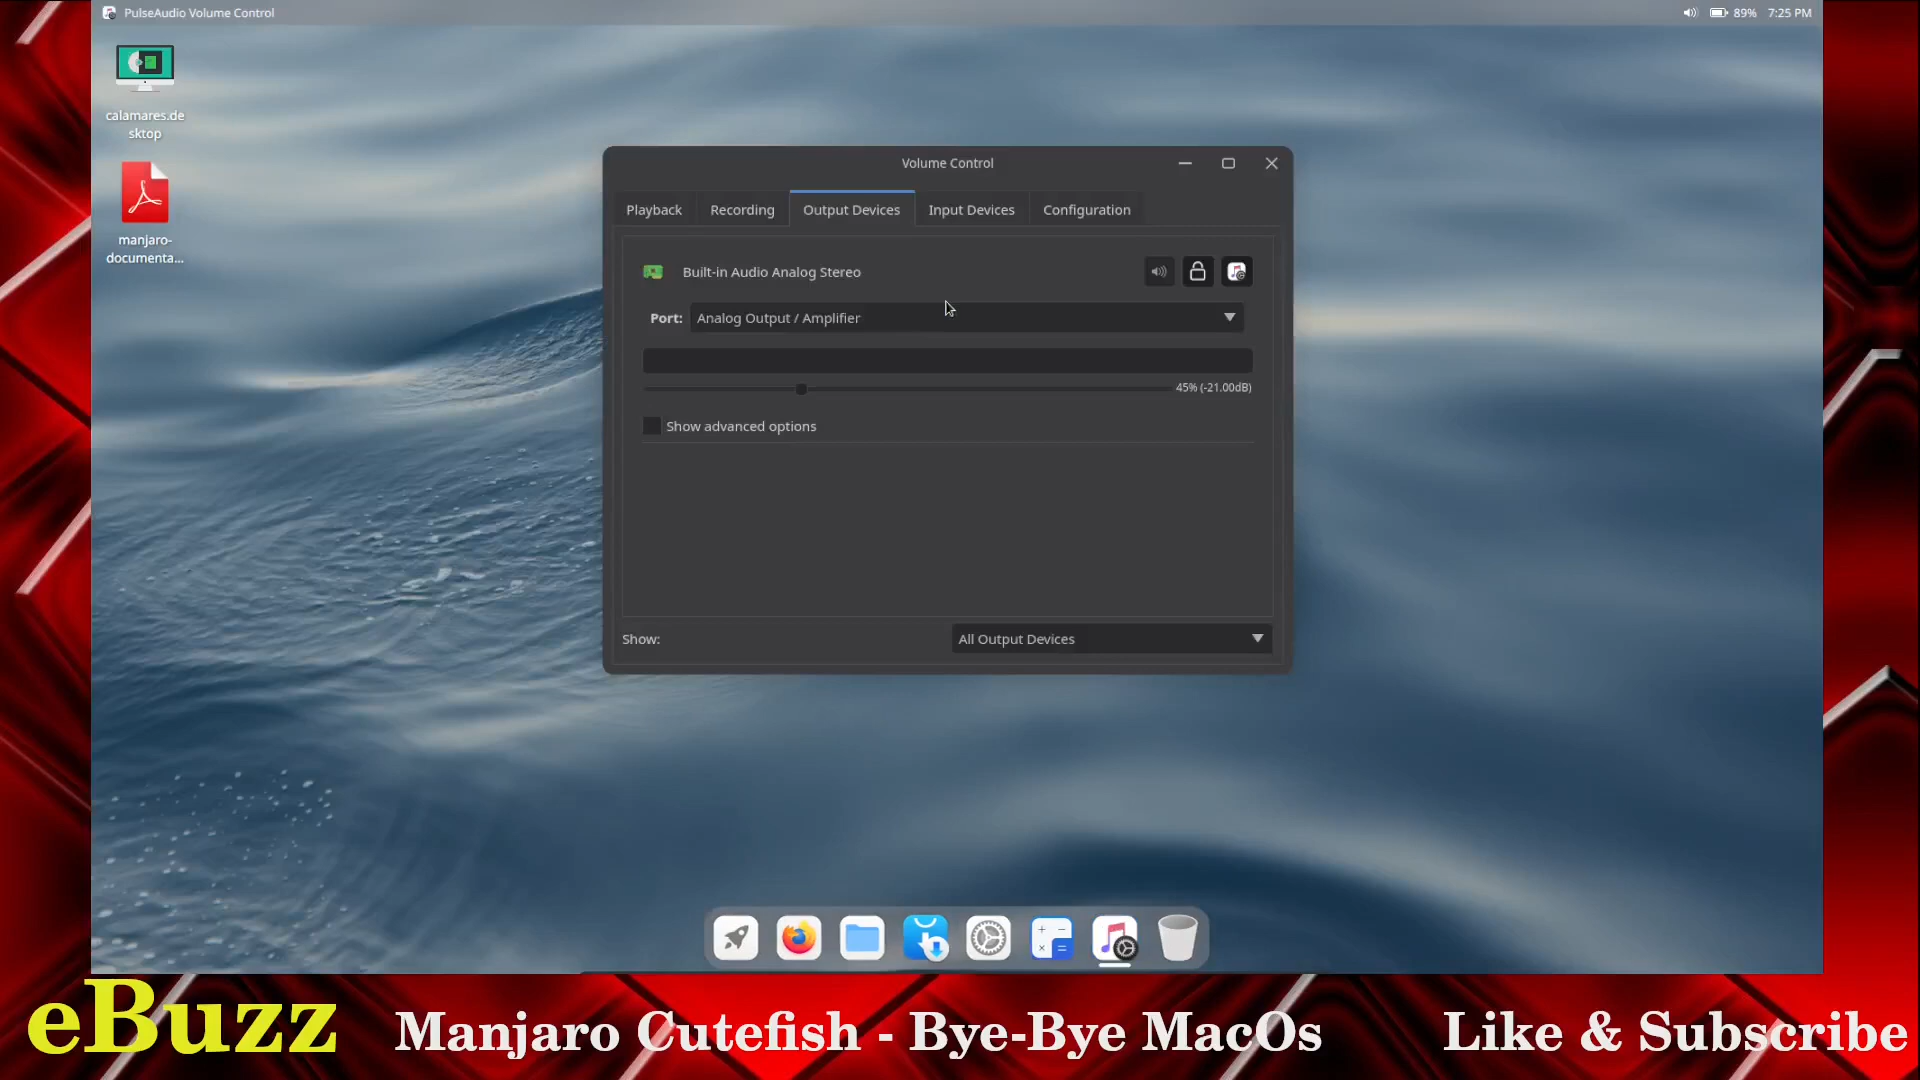 PulseAudio Volume Control
89% 7:25 PM
calamares.de
sktop
manjaro-
documenta...
Volume Control
Playback Recording Output Devices Input Devices Configuration
Built-in Audio Analog Stereo
Port: Analog Output / Amplifier
45% (-21.00dB)
Show advanced options
Show: All Output Devices
eBuzz Manjaro Cutefish - Bye-Bye MacOs Like & Subscribe